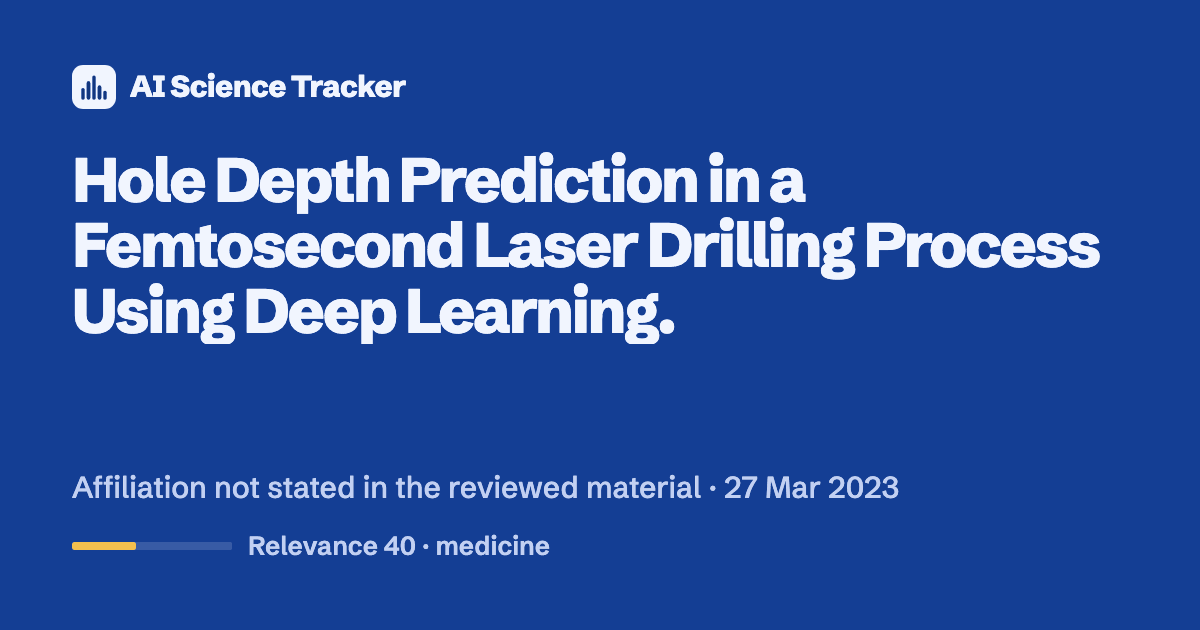 AI Science Tracker
Hole Depth Prediction in a
Femtosecond Laser Drilling Process
Using Deep Learning.
Affiliation not stated in the reviewed material · 27 Mar 2023
Relevance 40 · medicine